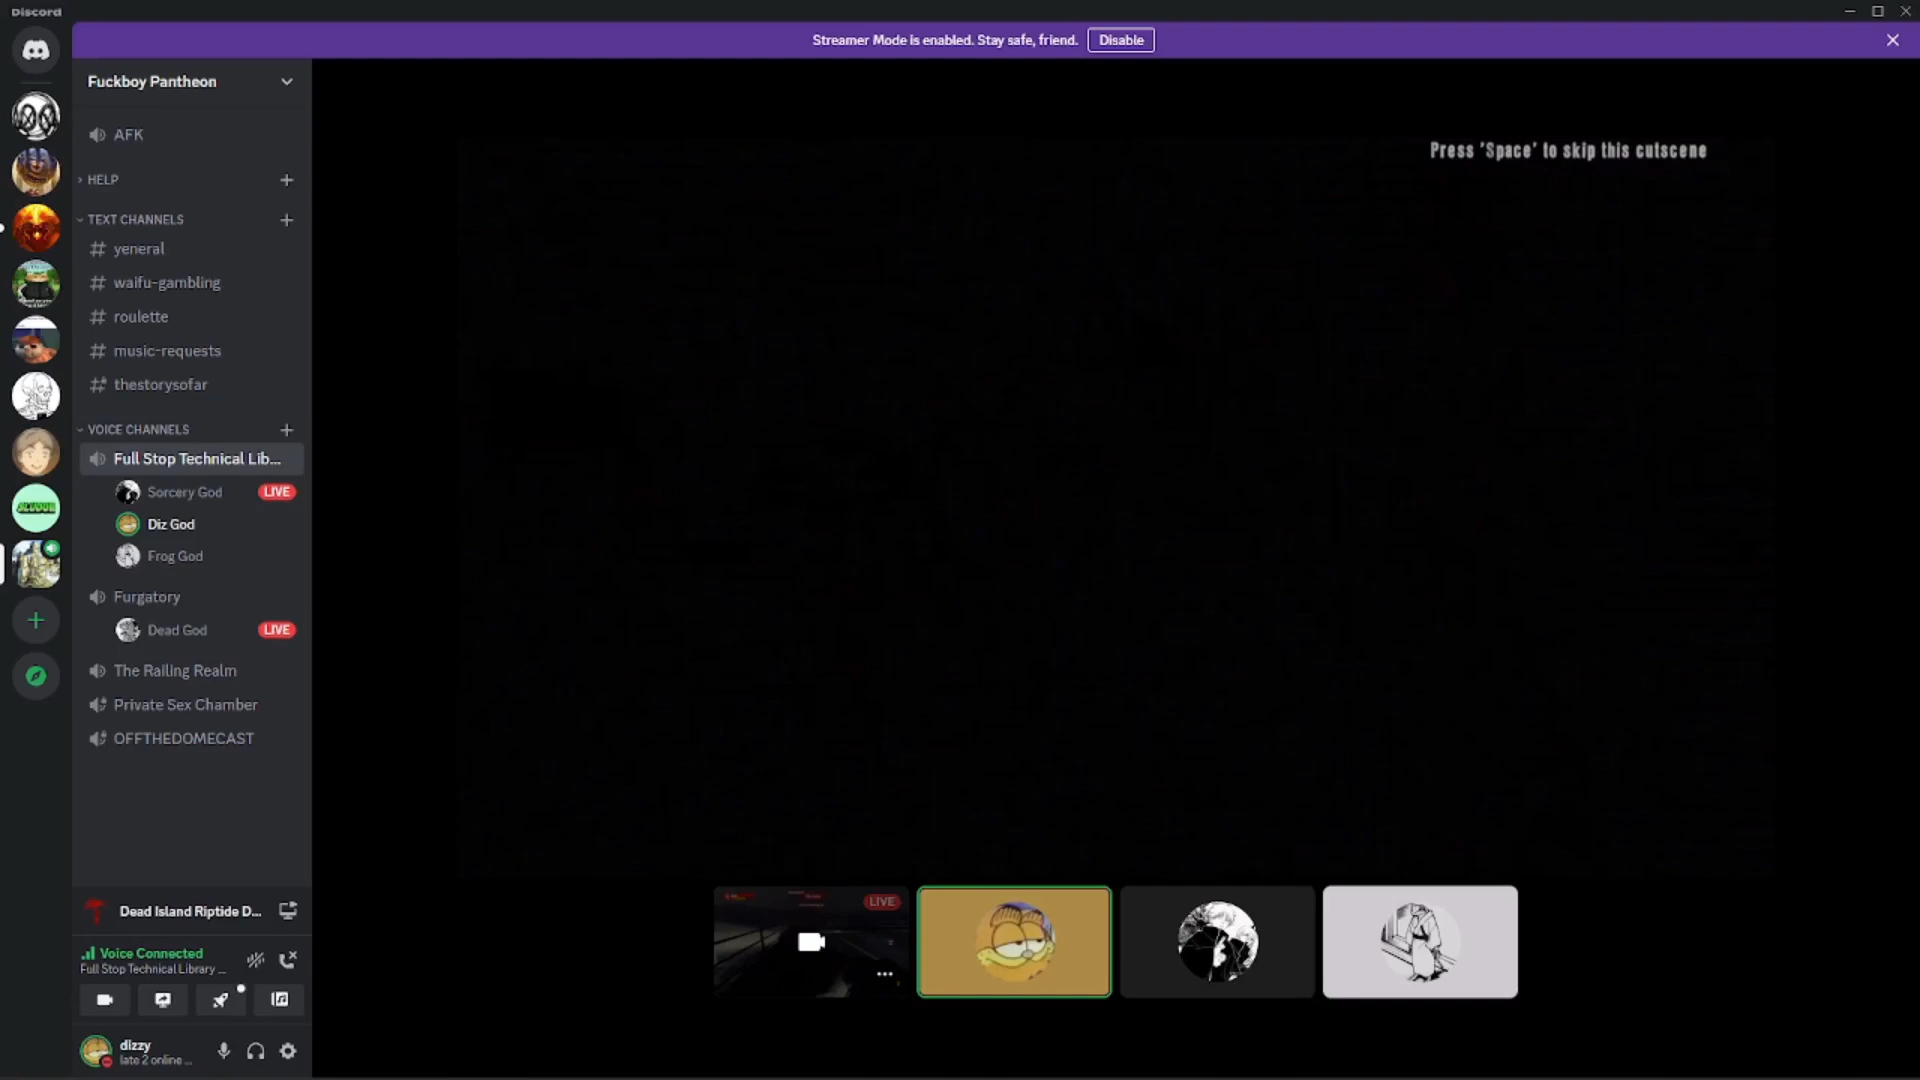 Discord
Streamer Mode is enabled. Stay safe, friend.
Disable
Fuckboy Pantheon
AFK
HELP
TEXT CHANNELS
yeneral
waifu-gambling
roulette
music-requests
thestorysofar
VOICE CHANNELS
Full Stop Technical Lib...
Sorcery God LIVE
Diz God
Frog God
Furgatory
Dead God LIVE
The Railing Realm
Private Sex Chamber
OFFTHEDOMECAST
Press 'Space' to skip this cutscene
LIVE
Dead Island Riptide D...
Voice Connected
Full Stop Technical Library ...
dizzy
late 2 online ...